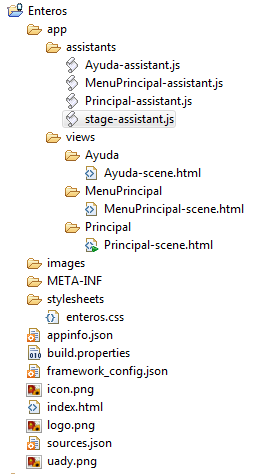 Enteros
app
assistants
Ayuda-assistant.js
MenuPrincipal-assistant.js
Principal-assistant.js
stage-assistant.js
views
Ayuda
Ayuda-scene.html
MenuPrincipal
MenuPrincipal-scene.html
Principal
Principal-scene.html
images
META-INF
stylesheets
enteros.css
appinfo.json
build.properties
framework_config.json
icon.png
index.html
logo.png
sources.json
uady.png